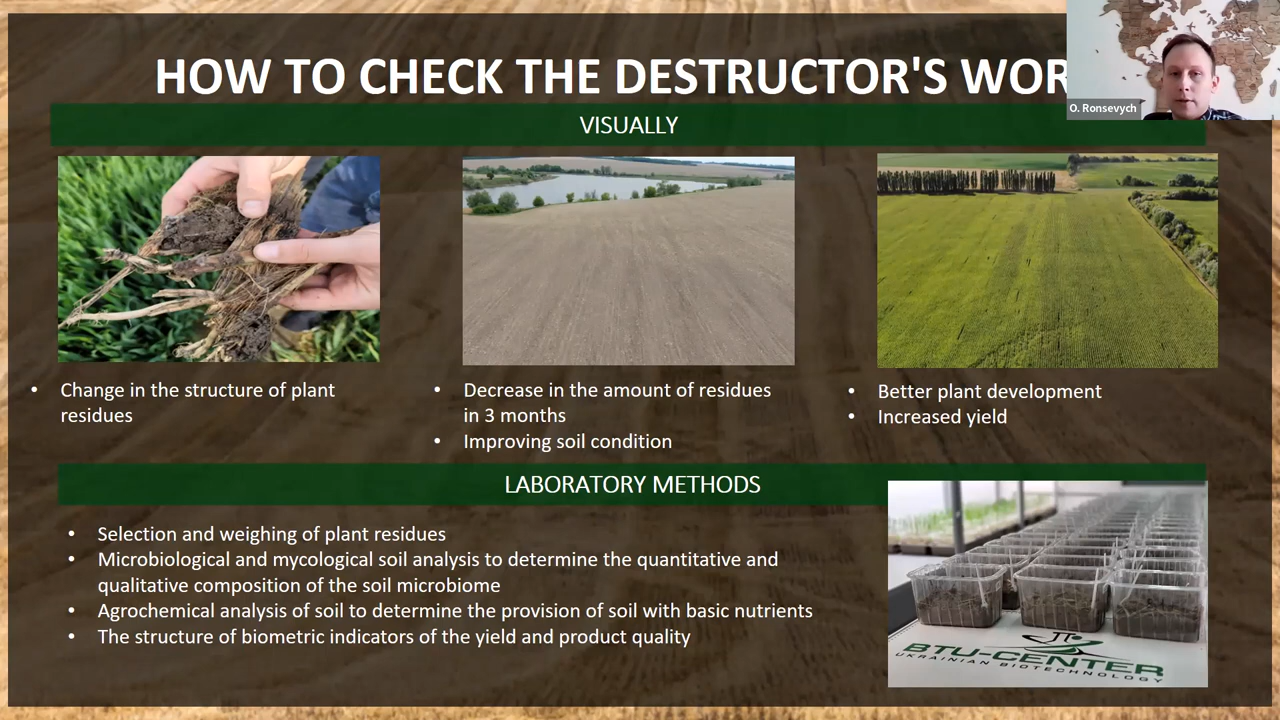 HOW TO CHECK THE DESTRUCTOR'S WOR
O. Ronsevych
VISUALLY
• Change in the structure of plant
residues
• Decrease in the amount of residues
in 3 months
• Improving soil condition
• Better plant development
• Increased yield
LABORATORY METHODS
• Selection and weighing of plant residues
• Microbiological and mycological soil analysis to determine the quantitative and
qualitative composition of the soil microbiome
• Agrochemical analysis of soil to determine the provision of soil with basic nutrients
• The structure of biometric indicators of the yield and product quality
BTU-CENTER
UKRAINIAN BIOTECHNOLOGY